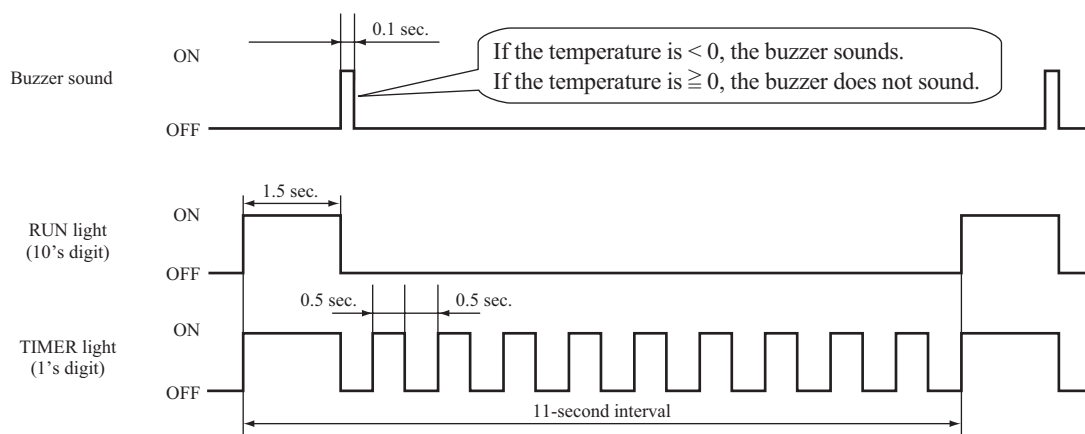 0.1 sec.
ON
If the temperature is < 0, the buzzer sounds.
If the temperature is ≧ 0, the buzzer does not sound.
Buzzer sound
OFF
1.5 sec.
ON
RUN light
(10's digit)
OFF
0.5 sec.
0.5 sec.
ON
TIMER light
(1's digit)
OFF
11-second interval